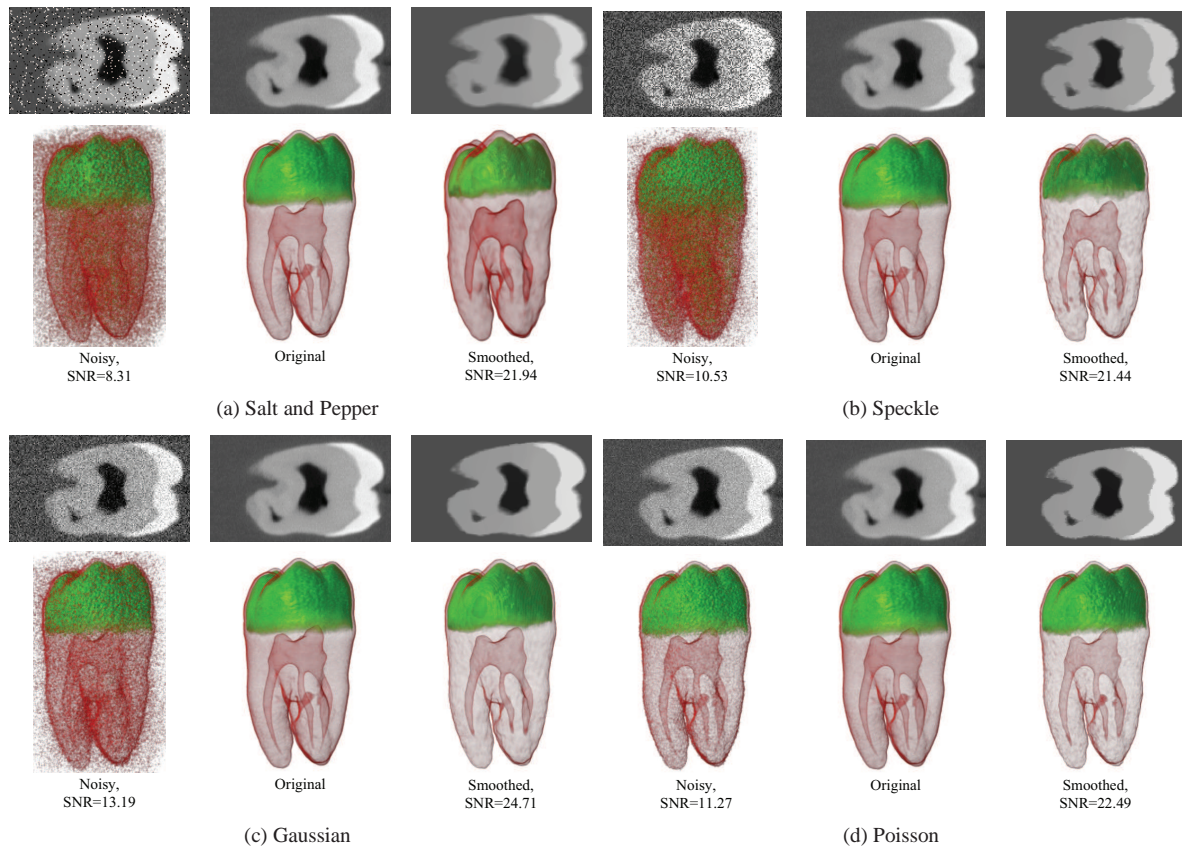 Noisy,
SNR=8.31
Original
Smoothed,
SNR=21.94
Noisy,
SNR=10.53
Original
Smoothed,
SNR=21.44
(a) Salt and Pepper
(b) Speckle
Noisy,
SNR=13.19
Original
Smoothed,
SNR=24.71
Noisy,
SNR=11.27
Original
Smoothed,
SNR=22.49
(c) Gaussian
(d) Poisson